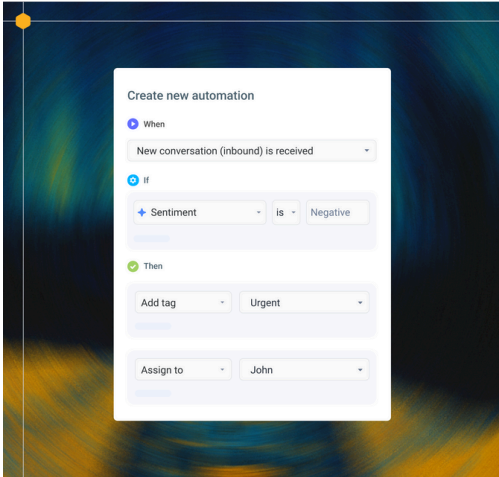 Create new automation
When
New conversation (inbound) is received
If
Sentiment is Negative
Then
Add tag Urgent
Assign to John